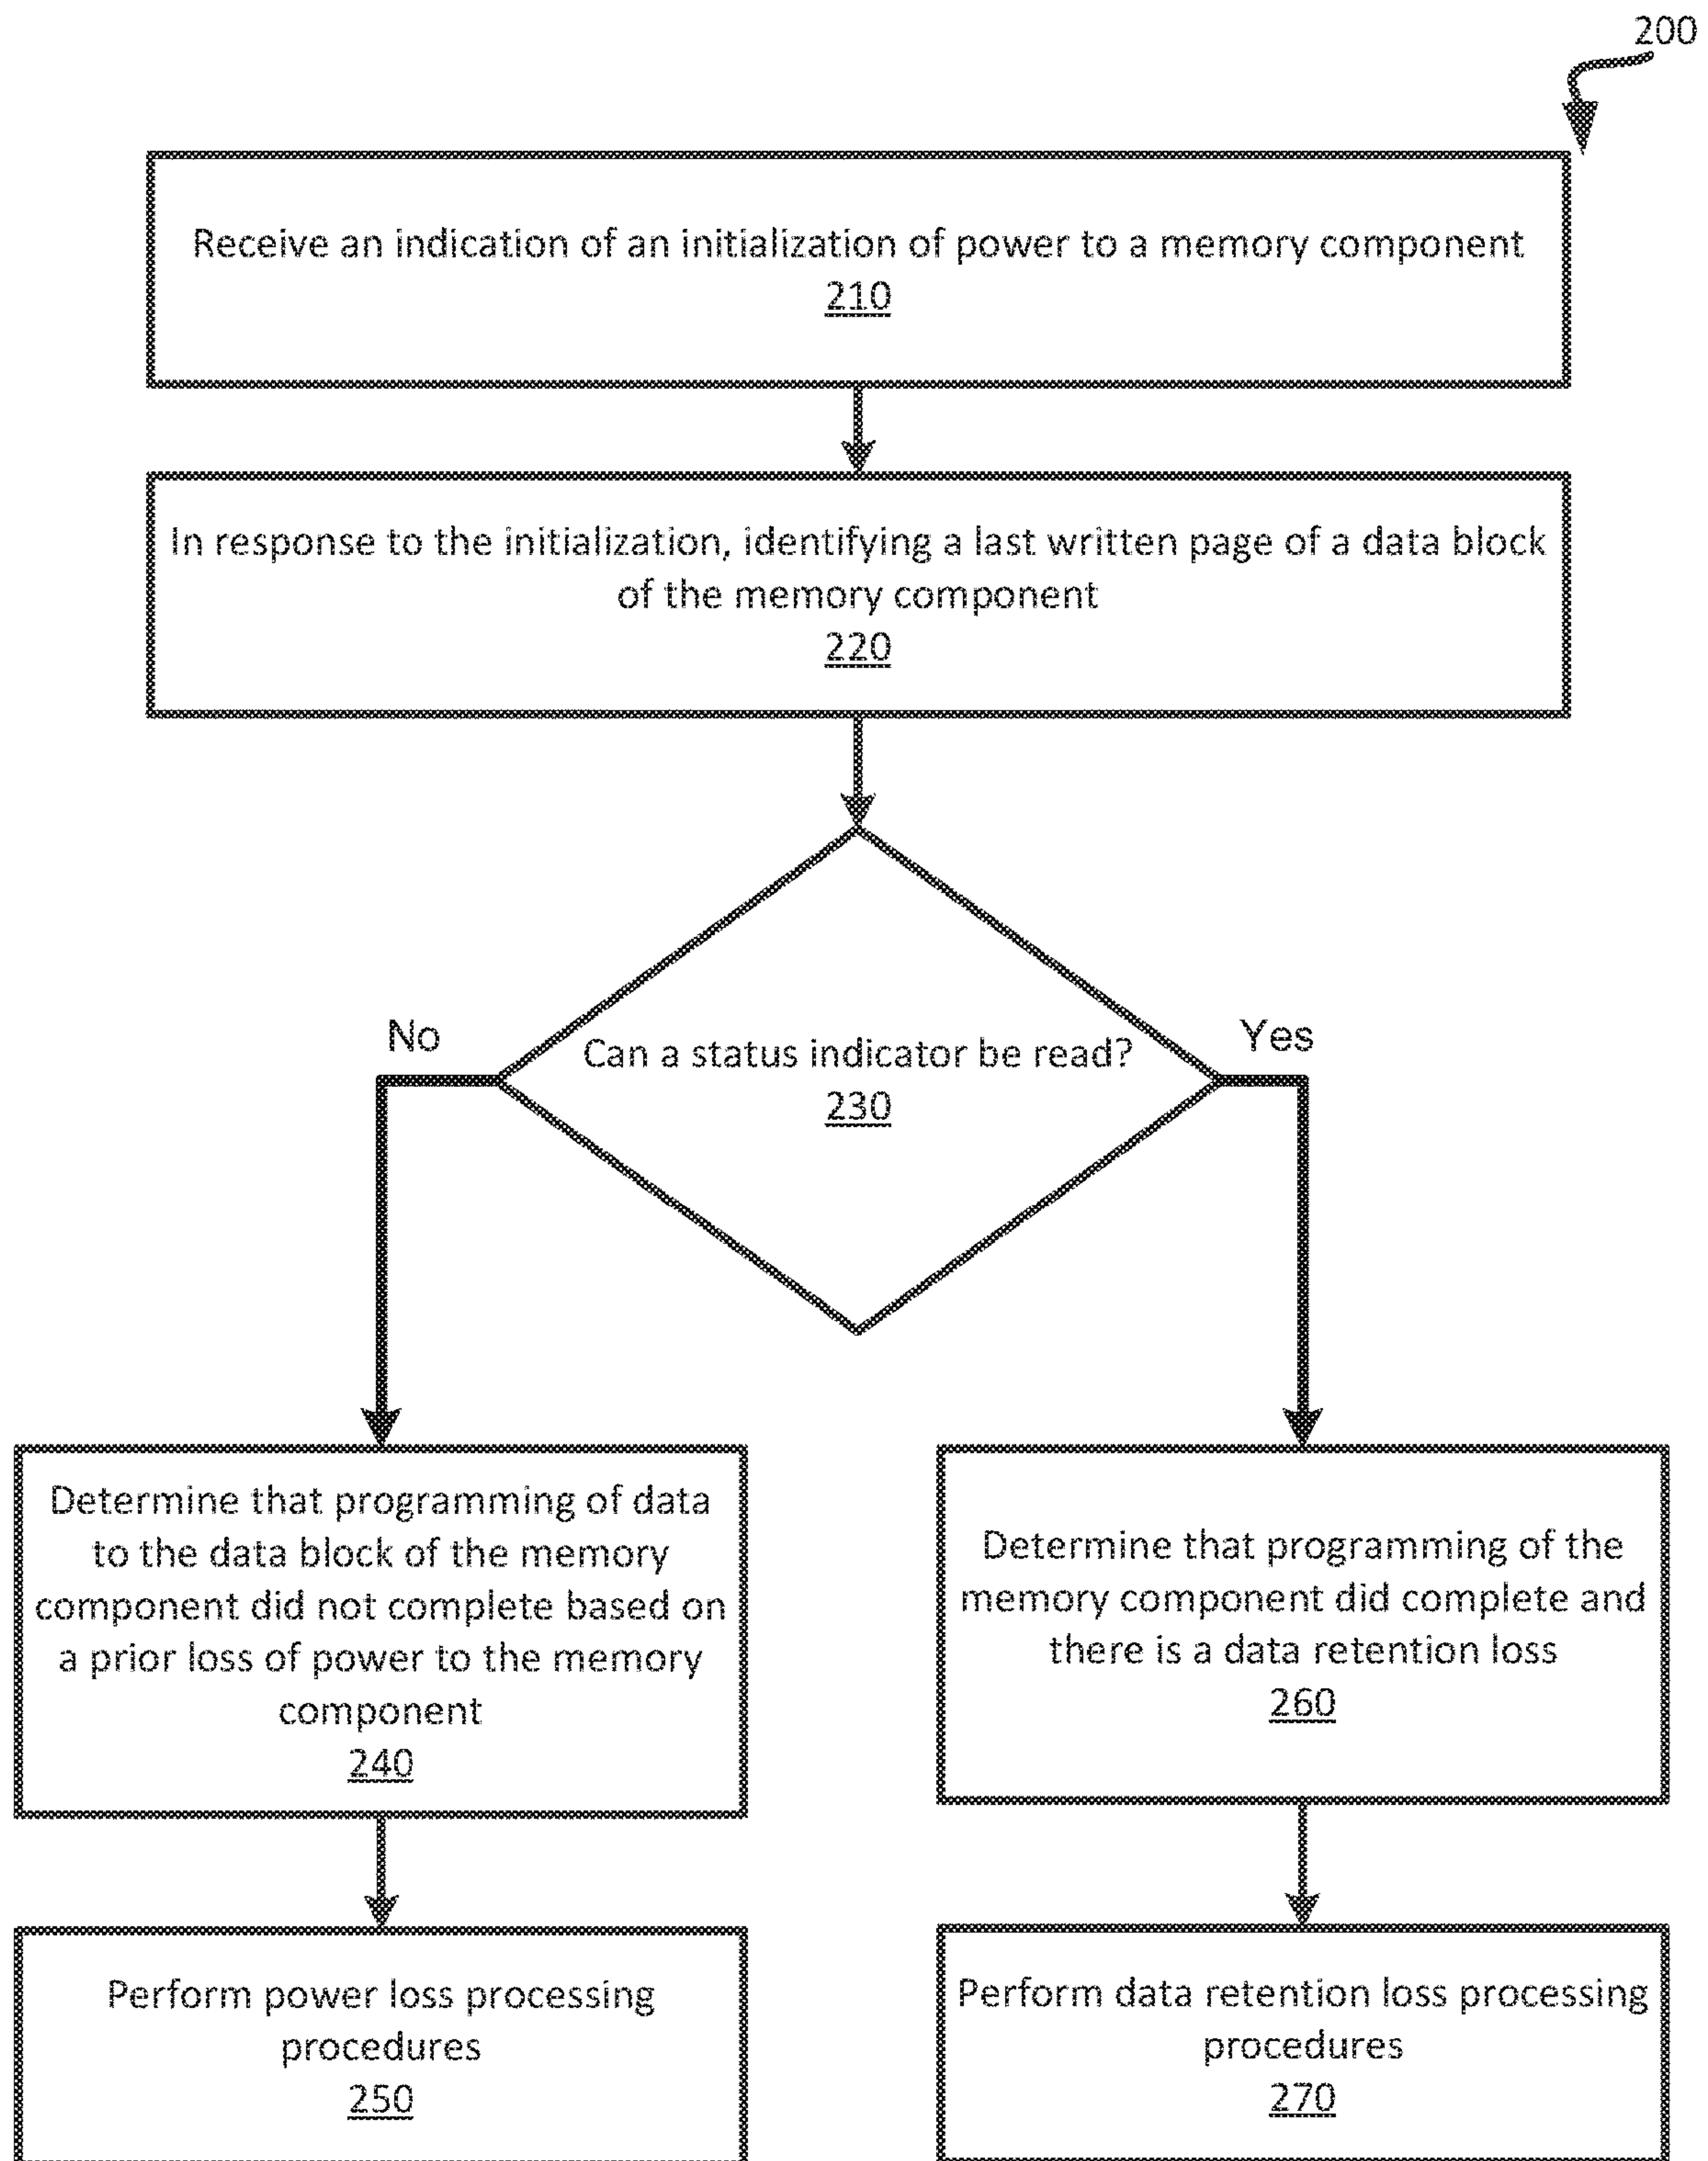 200
Receive an indication of an initialization of power to a memory component
210
In response to the initialization, identifying a last written page of a data block
of the memory component
220
No
Yes
Can a status indicator be read?
230
Determine that programming of data
to the data block of the memory
component did not complete based on
a prior loss of power to the memory
component
240
Determine that programming of the
memory component did complete and
there is a data retention loss
260
Perform power loss processing
procedures
250
Perform data retention loss processing
procedures
270